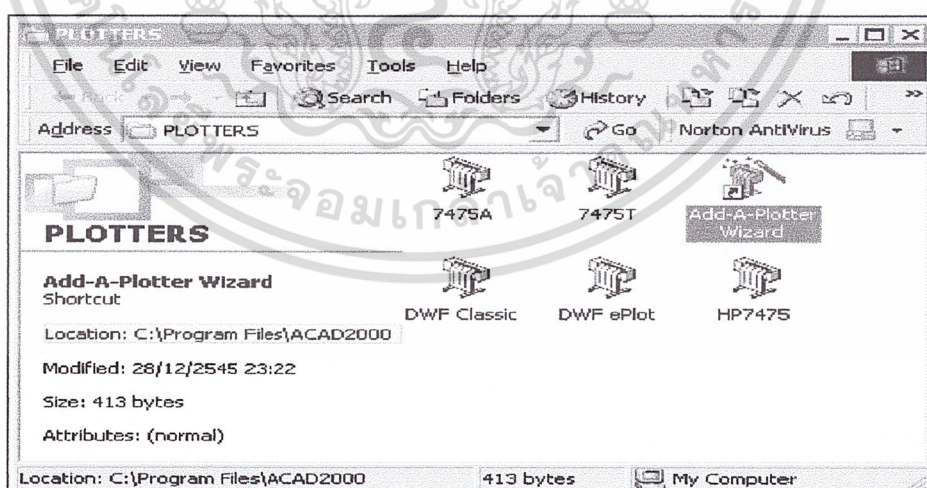 PLOTTERS
File Edit View Favorites Tools Help
Back Search Folders History
Address PLOTTERS Go Norton AntiVirus
7475A 7475T Add-A-Plotter Wizard
PLOTTERS
Add-A-Plotter Wizard
Shortcut
DWF Classic DWF ePlot HP7475
Location: C:\Program Files\ACAD2000
Modified: 28/12/2545 23:22
Size: 413 bytes
Attributes: (normal)
Location: C:\Program Files\ACAD2000 413 bytes My Computer